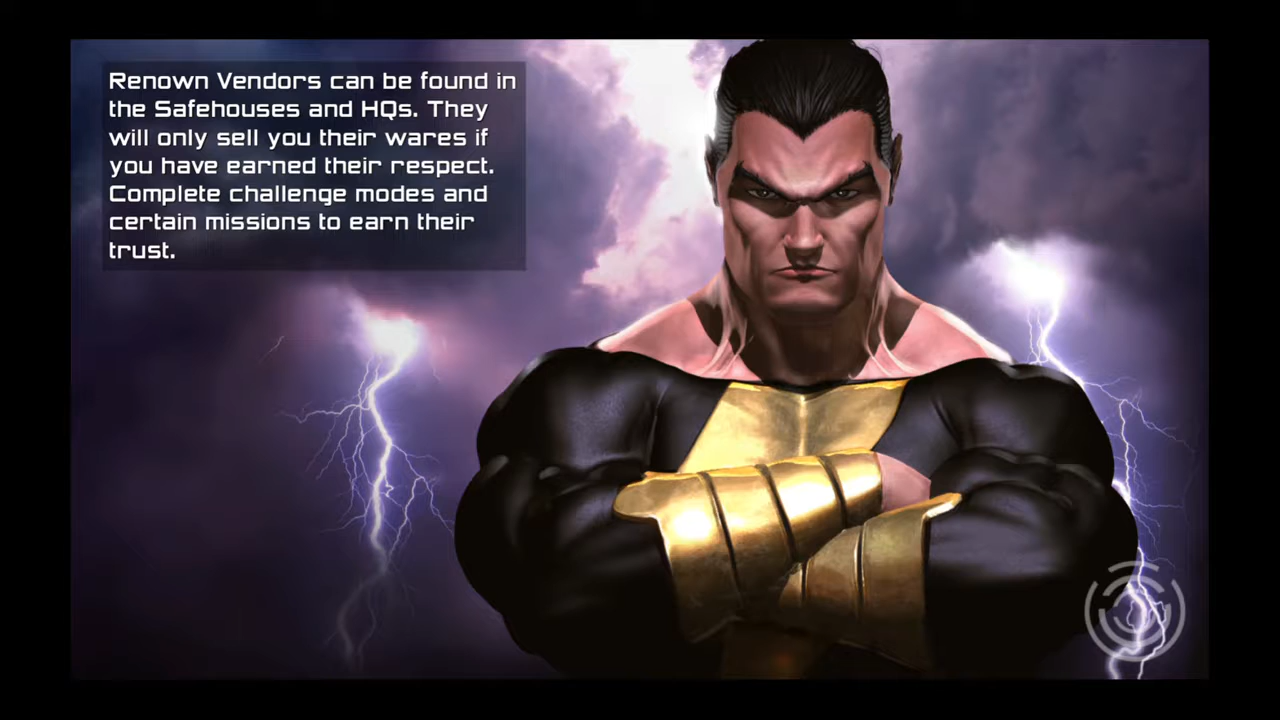 Renown Vendors can be found in
the Safehouses and HQs. They
will only sell you their wares if
you have earned their respect.
Complete challenge modes and
certain missions to earn their
trust.